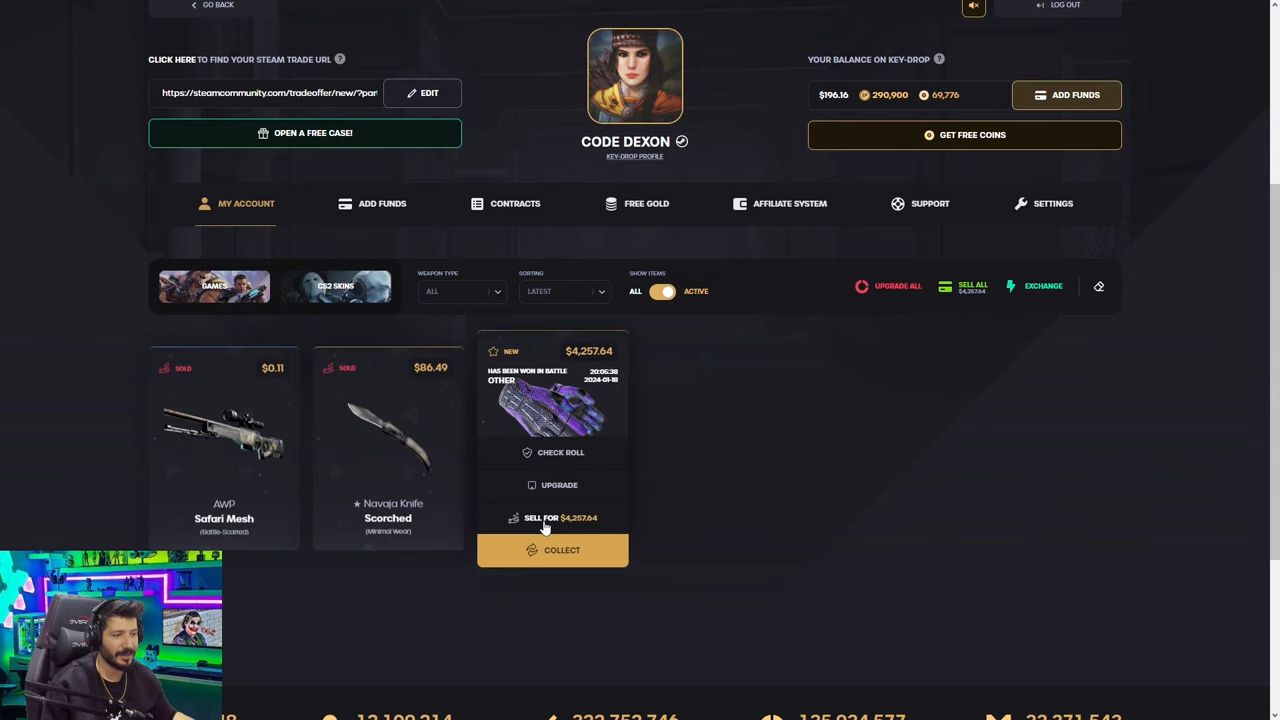 GO BACK
LOG OUT
CLICK HERE TO FIND YOUR STEAM TRADE URL ?
YOUR BALANCE ON KEY-DROP ?
https://steamcommunity.com/tradeoffer/new/?par
EDIT
$196.16 290,900 69,776
ADD FUNDS
OPEN A FREE CASE!
GET FREE COINS
CODE DEXON
KEY-DROP PROFILE
MY ACCOUNT
ADD FUNDS
CONTRACTS
FREE GOLD
AFFILIATE SYSTEM
SUPPORT
SETTINGS
GAMES
CS2 SKINS
WEAPON TYPE
ALL
SORTING
LATEST
SHOW ITEMS
ALL ACTIVE
UPGRADE ALL
SELL ALL
$4,257.64
EXCHANGE
SOLD $0.11
AWP
Safari Mesh
(Battle-Scarred)
SOLD $86.49
★ Navaja Knife
Scorched
(Minimal Wear)
NEW $4,257.64
HAS BEEN WON IN BATTLE 20:05:38
OTHER 2024-01-18
CHECK ROLL
UPGRADE
SELL FOR $4,257.64
COLLECT